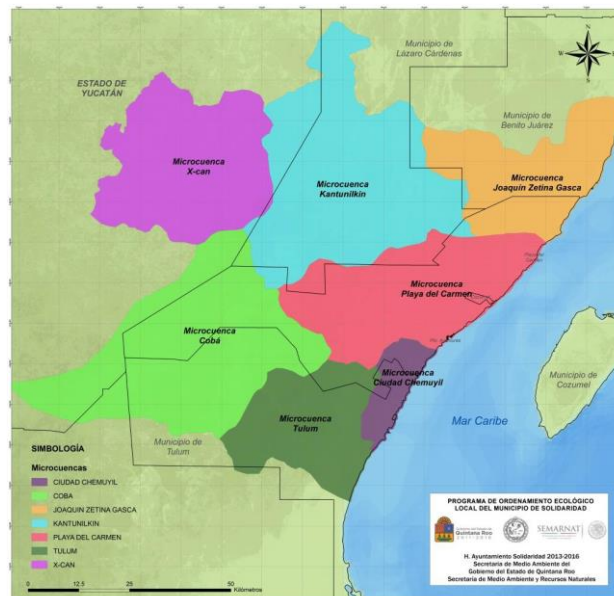 N
W
S
Municipio de
Lázaro Cárdenas
ESTADO DE
YUCATÁN
Municipio de
Benito Juárez
Microcuenca
X-can
Microcuenca
Kantunilkín
Microcuenca
Joaquín Zetina Gasca
Microcuenca
Playa del Carmen
Microcuenca
Cobá
Microcuenca
Ciudad Chemuyil
Municipio de
Cozumel
Microcuenca
Tulum
Mar Caribe
Municipio de
Tulum
SIMBOLOGÍA
Microcuencas
CIUDAD CHEMUYIL
COBA
JOAQUIN ZETINA GASCA
KANTUNILKIN
PLAYA DEL CARMEN
TULUM
X-CAN
0 12.5 25 50
Kilómetros
PROGRAMA DE ORDENAMIENTO ECOLÓGICO
LOCAL DEL MUNICIPIO DE SOLIDARIDAD
Quintana Roo
SEMARNAT
H. Ayuntamiento Solidaridad 2013-2016
Secretaría de Medio Ambiente del
Gobierno del Estado de Quintana Roo
Secretaría de Medio Ambiente y Recursos Naturales